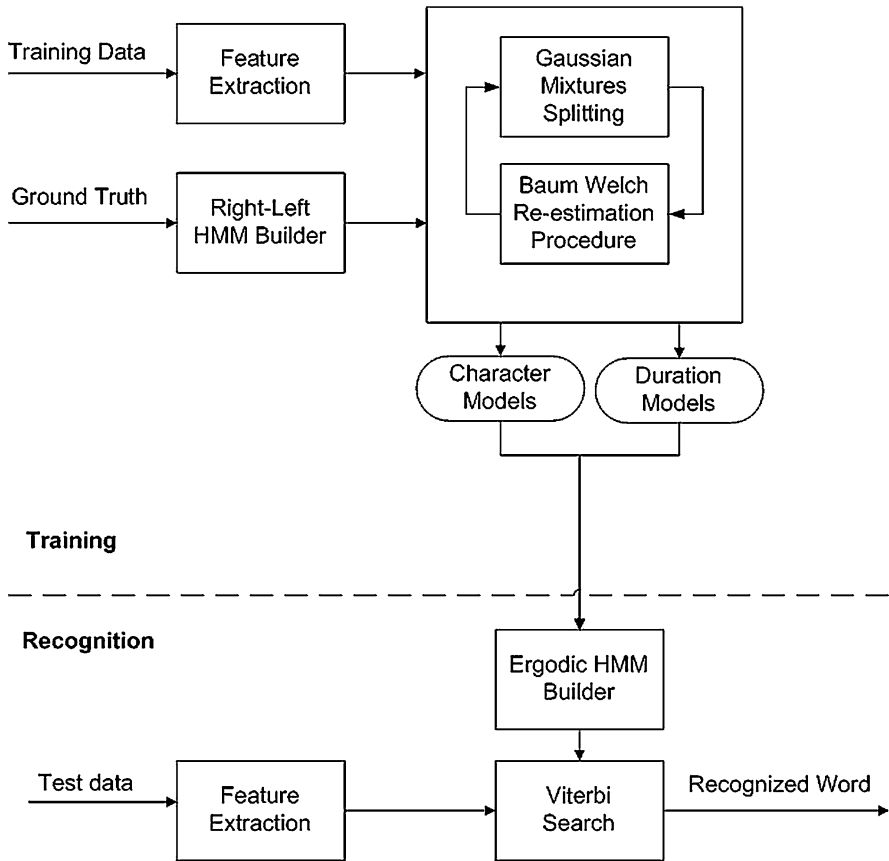 Training Data
Feature
Extraction
Gaussian
Mixtures
Splitting
Ground Truth
Right-Left
HMM Builder
Baum Welch
Re-estimation
Procedure
Character
Models
Duration
Models
Training
Recognition
Ergodic HMM
Builder
Test data
Feature
Extraction
Viterbi
Search
Recognized Word